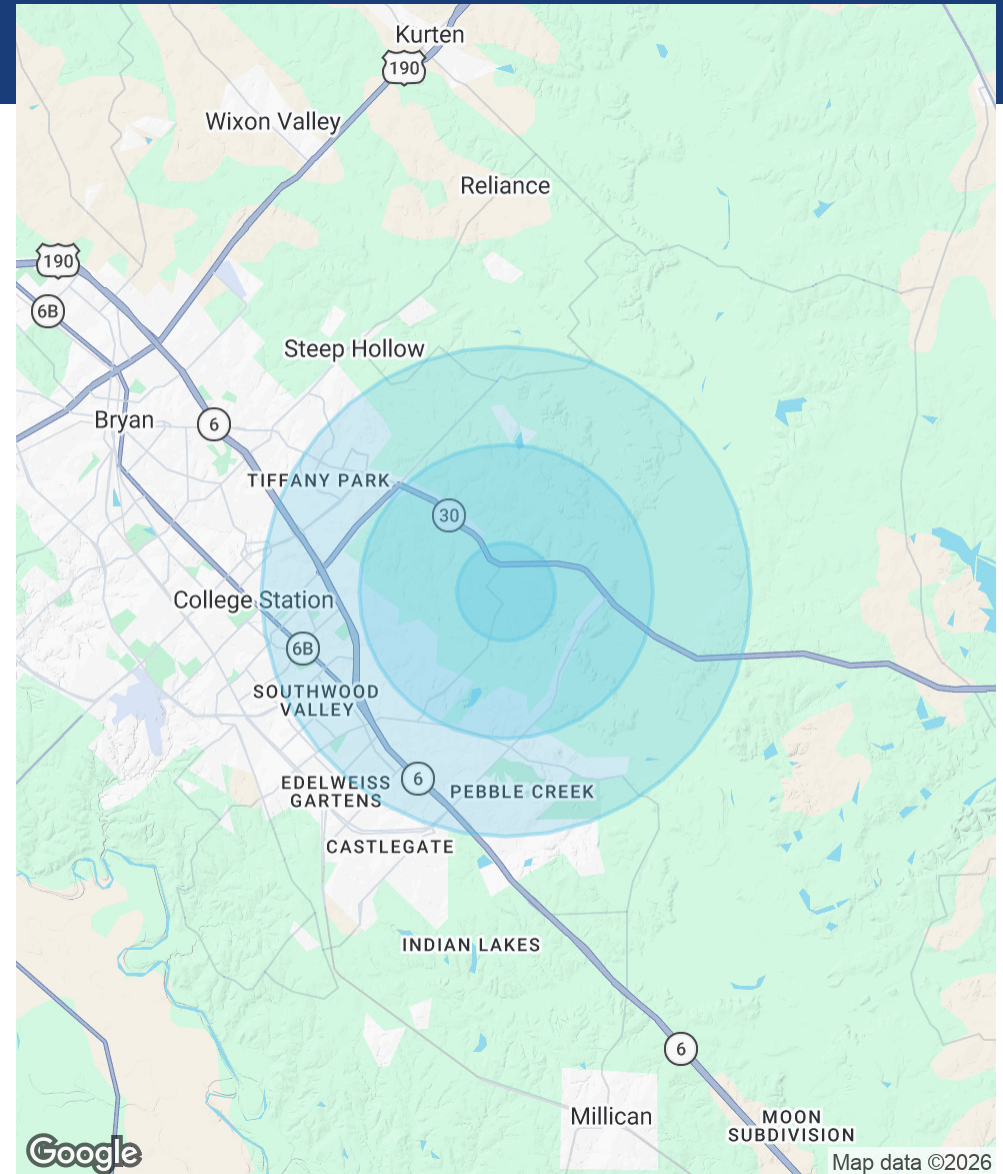 Kurten
190
Wixon Valley
Reliance
190
6B
Steep Hollow
Bryan
6
TIFFANY PARK
30
College Station
6B
SOUTHWOOD
VALLEY
6
EDELWEISS
GARTENS
PEBBLE CREEK
CASTLEGATE
INDIAN LAKES
6
Millican
MOON
SUBDIVISION
Google
Map data ©2026